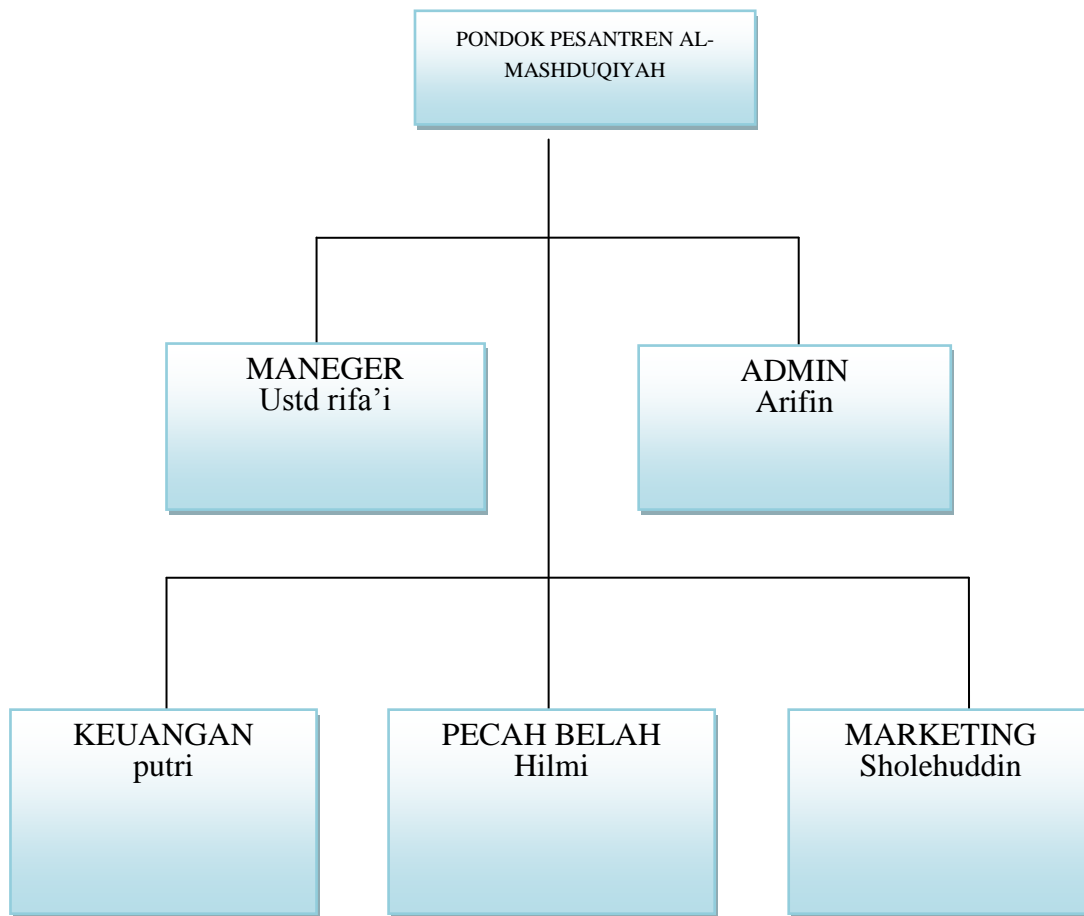 PONDOK PESANTREN AL-
MASHDUQIYAH
MANEGER
Ustd rifa’i
ADMIN
Arifin
KEUANGAN
putri
PECAH BELAH
Hilmi
MARKETING
Sholehuddin